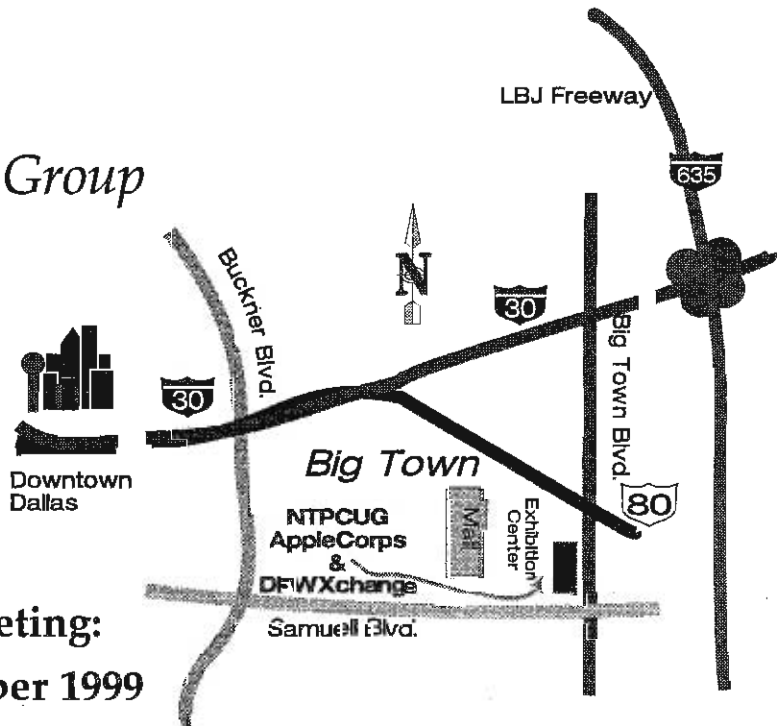 LBJ Freeway
Group
635
Buckner Blvd.
N
30
Big Town Blvd.
30
Downtown
Dallas
Big Town
80
NTPCUG
AppleCorps
&
DFWXchange
Mall
Exhibition
Center
Samuell Blvd.
eting:
ber 1999